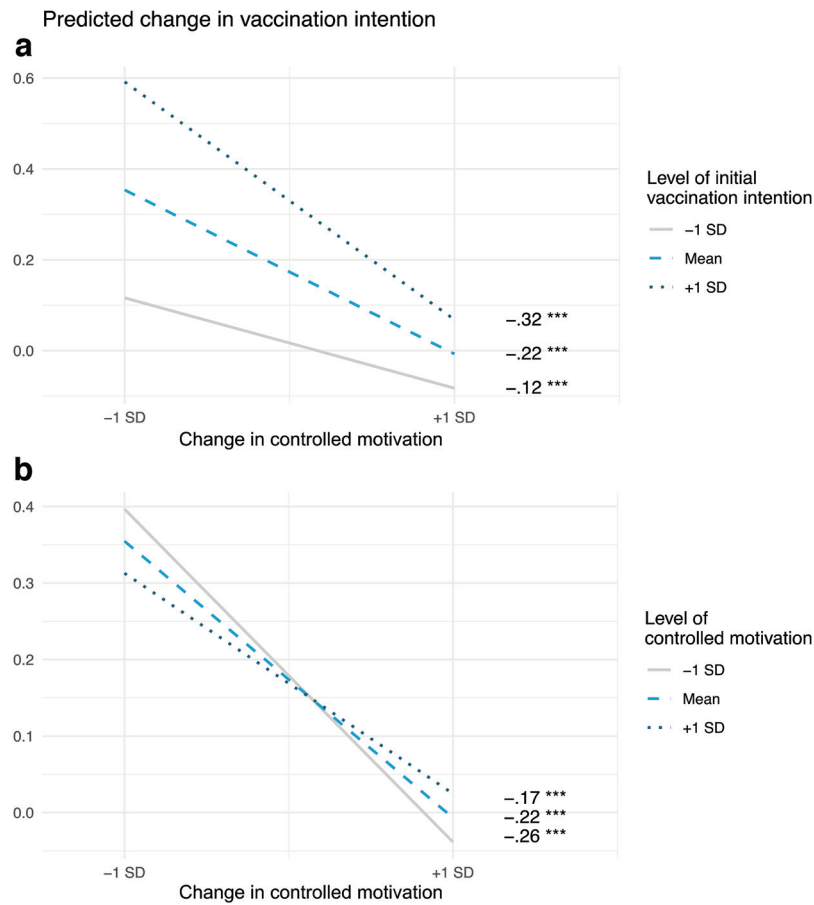 Predicted change in vaccination intention
a
0.6
0.4
0.2
0.0
−.32 ***
−.22 ***
−.12 ***
−1 SD
+1 SD
Change in controlled motivation
Level of initial
vaccination intention
−1 SD
Mean
+1 SD
b
0.4
0.3
0.2
0.1
0.0
−.17 ***
−.22 ***
−.26 ***
−1 SD
+1 SD
Change in controlled motivation
Level of
controlled motivation
−1 SD
Mean
+1 SD